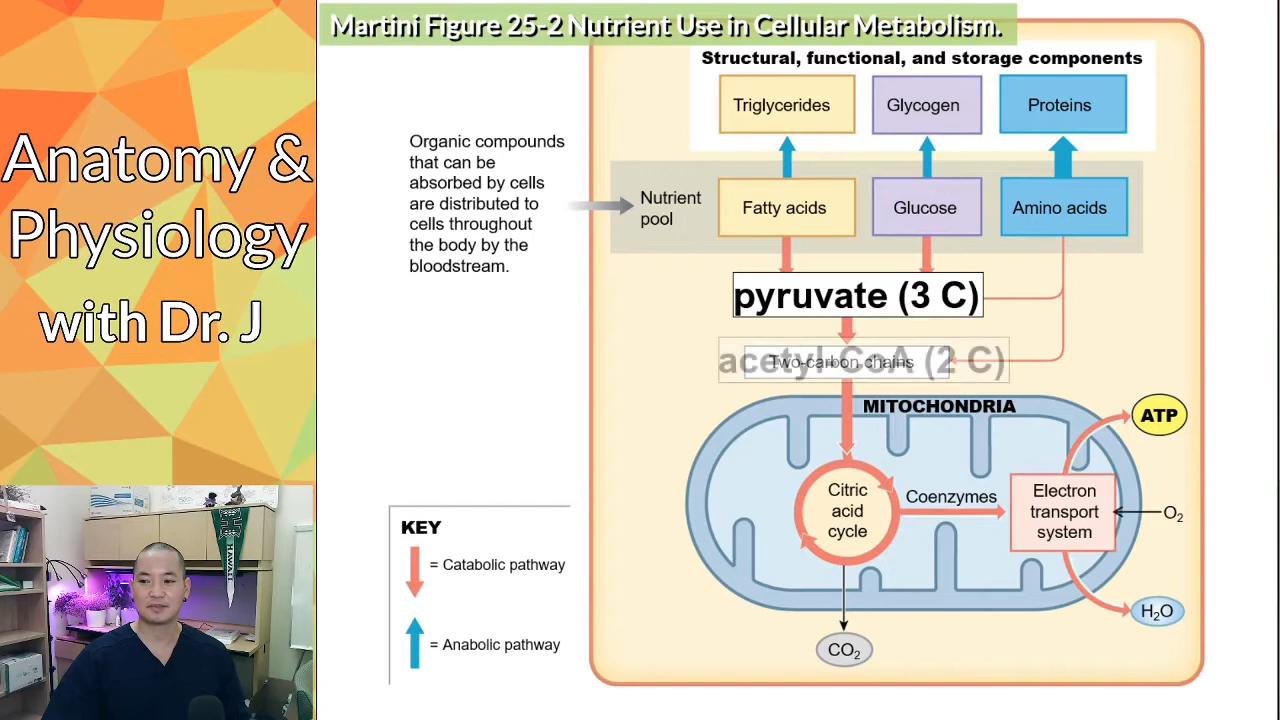 Martini Figure 25-2 Nutrient Use in Cellular Metabolism.
Anatomy &
Physiology
with Dr. J
HAWAII
Structural, functional, and storage components
Triglycerides
Glycogen
Proteins
Organic compounds
that can be
absorbed by cells
are distributed to
cells throughout
the body by the
bloodstream.
Nutrient
pool
Fatty acids
Glucose
Amino acids
pyruvate (3 C)
acetyl CoA (2 C)
Two-carbon chains
MITOCHONDRIA
ATP
Citric
acid
cycle
Coenzymes
Electron
transport
system
O₂
H₂O
CO₂
KEY
= Catabolic pathway
= Anabolic pathway